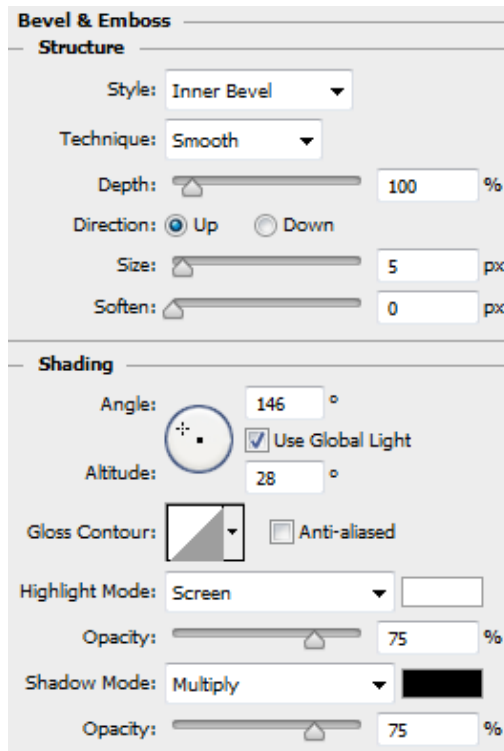 Bevel & Emboss
Structure
Style: Inner Bevel
Technique: Smooth
Depth: 100 %
Direction: Up Down
Size: 5 px
Soften: 0 px
Shading
Angle: 146 °
Use Global Light
Altitude: 28 °
Gloss Contour: Anti-aliased
Highlight Mode: Screen
Opacity: 75 %
Shadow Mode: Multiply
Opacity: 75 %